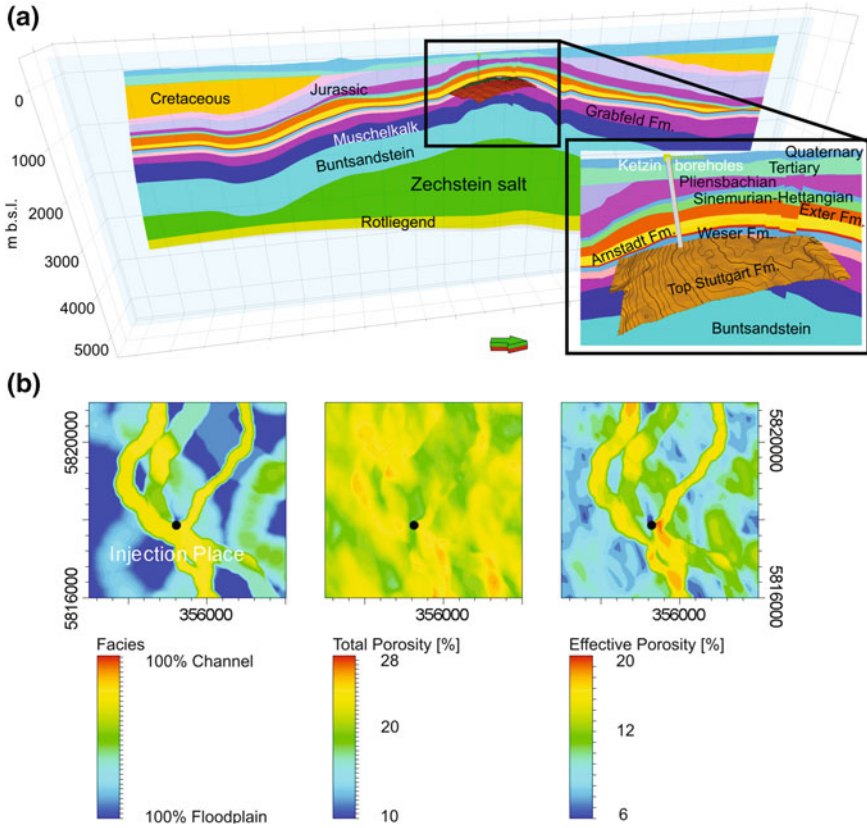 (a)
0
1000
2000
3000
4000
5000
m b.s.l.
Cretaceous
Jurassic
Muschelkalk
Buntsandstein
Grabfeld Fm.
Zechstein salt
Rotliegend
Ketzin boreholes
Quaternary
Tertiary
Pliensbachian
Sinemurian-Hettangian
Exter Fm.
Arnstadt Fm.
Weser Fm.
Top Stuttgart Fm.
Buntsandstein
(b)
5820000
5816000
Injection Place
356000
356000
356000
5820000
5816000
Facies
100% Channel
100% Floodplain
Total Porosity [%]
28
20
10
Effective Porosity [%]
20
12
6